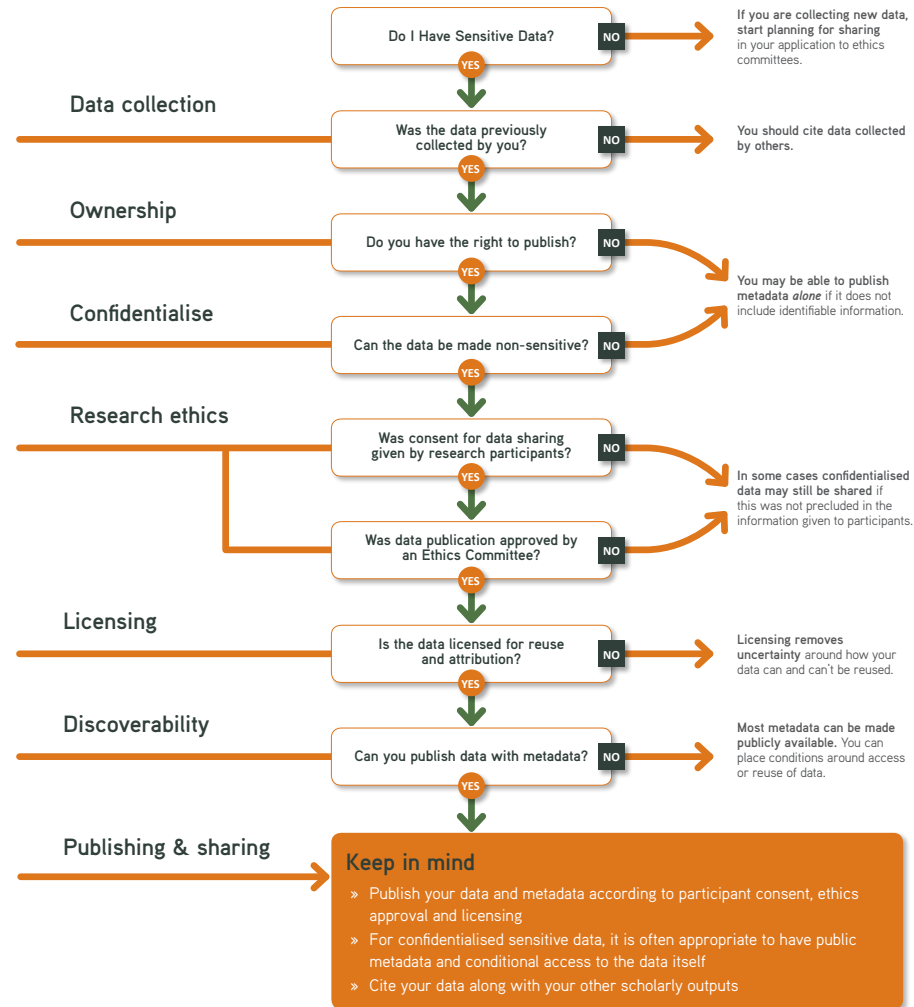 Do I Have Sensitive Data?
NO
If you are collecting new data,
start planning for sharing
in your application to ethics
committees.
YES
Data collection
Was the data previously
collected by you?
NO
You should cite data collected
by others.
YES
Ownership
Do you have the right to publish?
NO
YES
You may be able to publish
metadata alone if it does not
include identifiable information.
Confidentialise
Can the data be made non-sensitive?
NO
YES
Research ethics
Was consent for data sharing
given by research participants?
NO
YES
In some cases confidentialised
data may still be shared if
this was not precluded in the
information given to participants.
Was data publication approved by
an Ethics Committee?
NO
YES
Licensing
Is the data licensed for reuse
and attribution?
NO
Licensing removes
uncertainty around how your
data can and can't be reused.
YES
Discoverability
Can you publish data with metadata?
NO
Most metadata can be made
publicly available. You can
place conditions around access
or reuse of data.
YES
Publishing & sharing
Keep in mind
» Publish your data and metadata according to participant consent, ethics
approval and licensing
» For confidentialised sensitive data, it is often appropriate to have public
metadata and conditional access to the data itself
» Cite your data along with your other scholarly outputs